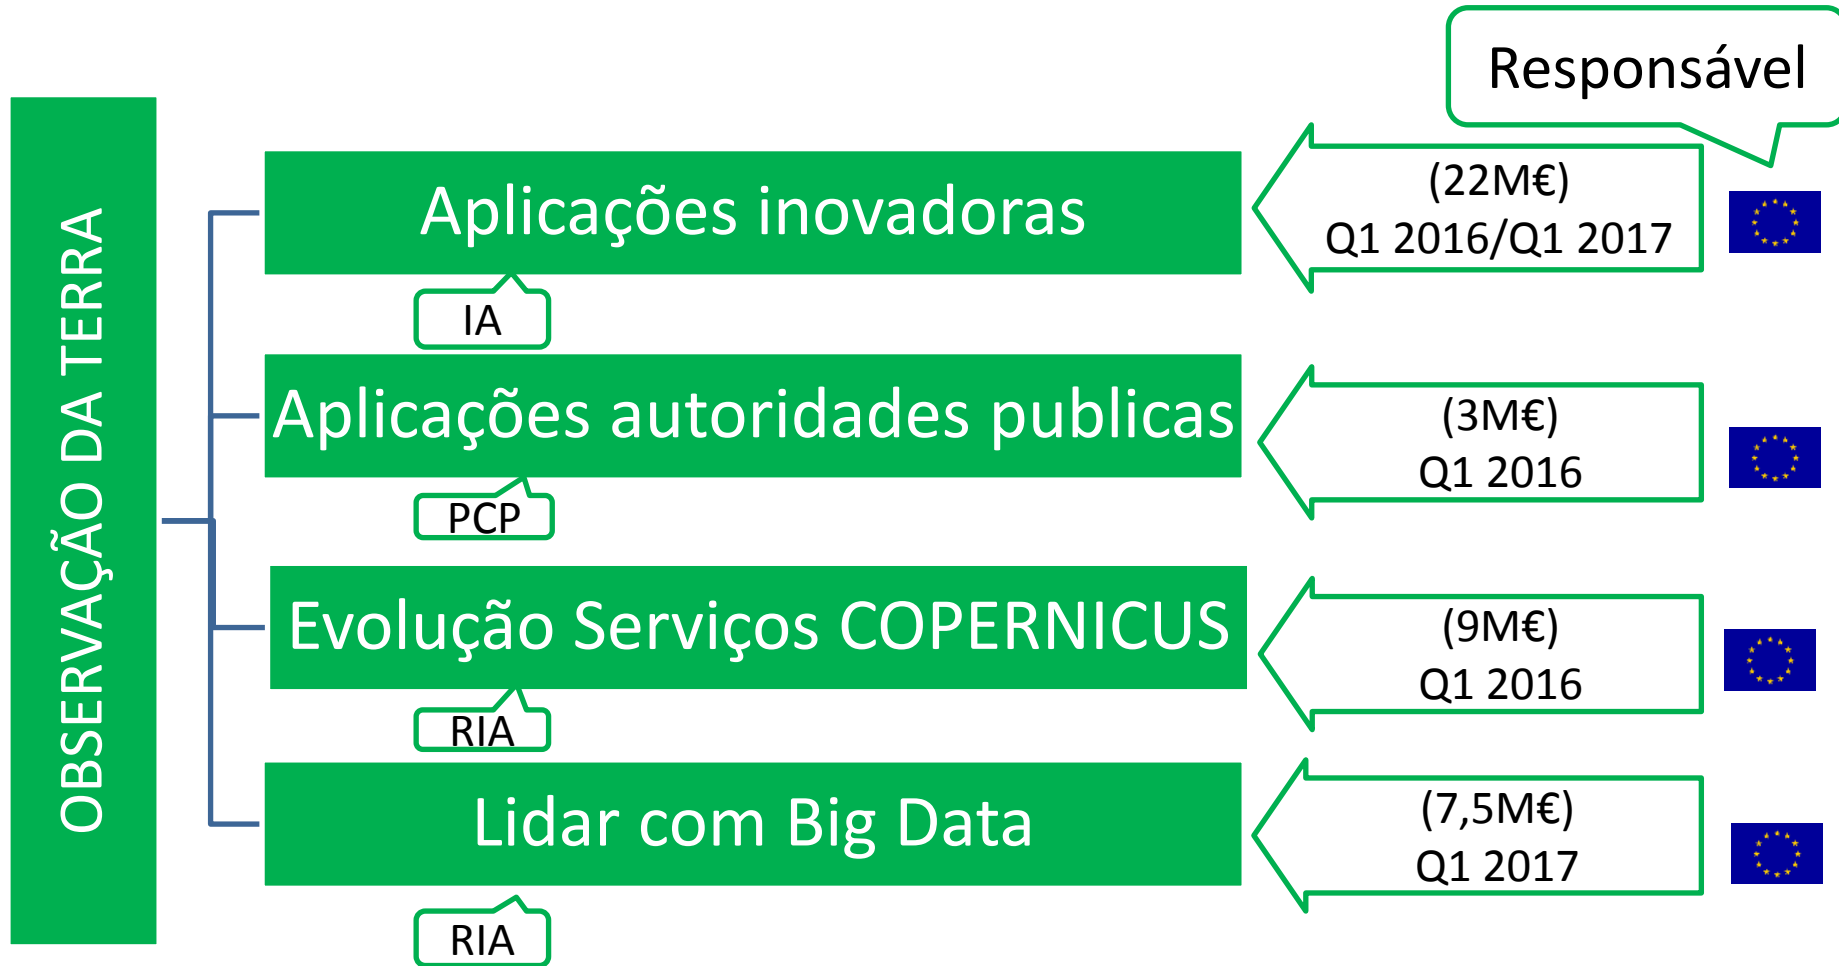 Responsável
OBSERVAÇÃO DA TERRA
Aplicações inovadoras
(22M€)
Q1 2016/Q1 2017
IA
Aplicações autoridades publicas
(3M€)
Q1 2016
PCP
Evolução Serviços COPERNICUS
(9M€)
Q1 2016
RIA
Lidar com Big Data
(7,5M€)
Q1 2017
RIA